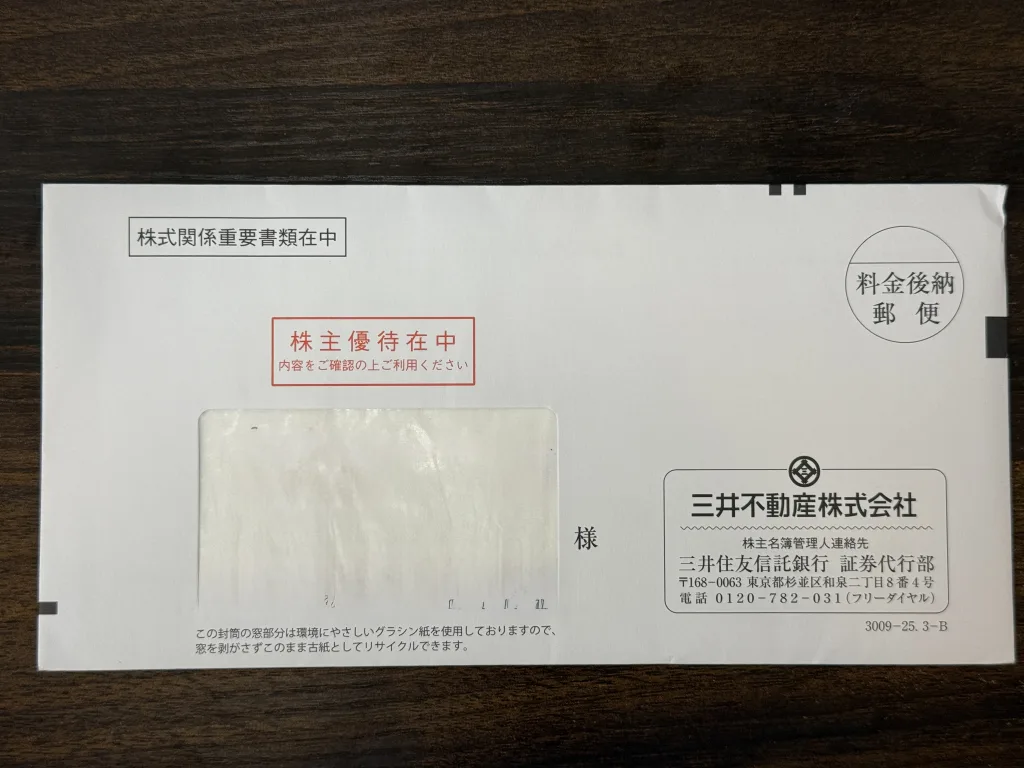 株式関係重要書類在中
料金後納
郵便
株主優待在中
内容をご確認の上ご利用ください
様
三井不動産株式会社
株主名簿管理人連絡先
三井住友信託銀行 証券代行部
〒168-0063 東京都杉並区和泉二丁目8番4号
電話 0120-782-031(フリーダイヤル)
3009-25.3-B
この封筒の窓部分は環境にやさしいグラシン紙を使用しておりますので、
窓を剥がさずこのまま古紙としてリサイクルできます。